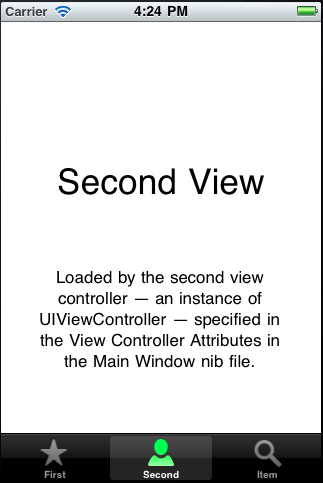 Carrier 4:24 PM
Second View
Loaded by the second view
controller — an instance of
UIViewController — specified in
the View Controller Attributes in
the Main Window nib file.
First Second Item